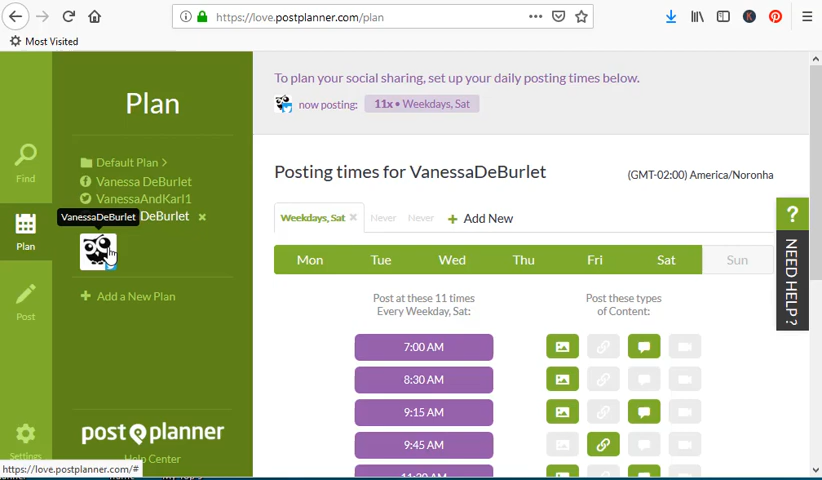 https://love.postplanner.com/plan
Most Visited
Plan
To plan your social sharing, set up your daily posting times below.
now posting: 11x • Weekdays, Sat
Find
Plan
Post
Settings
Default Plan >
Vanessa DeBurlet
VanessaAndKarl1
VanessaDeBurlet
DeBurlet ×
+ Add a New Plan
post planner
Help Center
https://love.postplanner.com/#
Posting times for VanessaDeBurlet
(GMT-02:00) America/Noronha
Weekdays, Sat × Never Never + Add New
Mon Tue Wed Thu Fri Sat Sun
Post at these 11 times
Every Weekday, Sat:
Post these types
of Content:
7:00 AM
8:30 AM
9:15 AM
9:45 AM
?
NEED HELP?